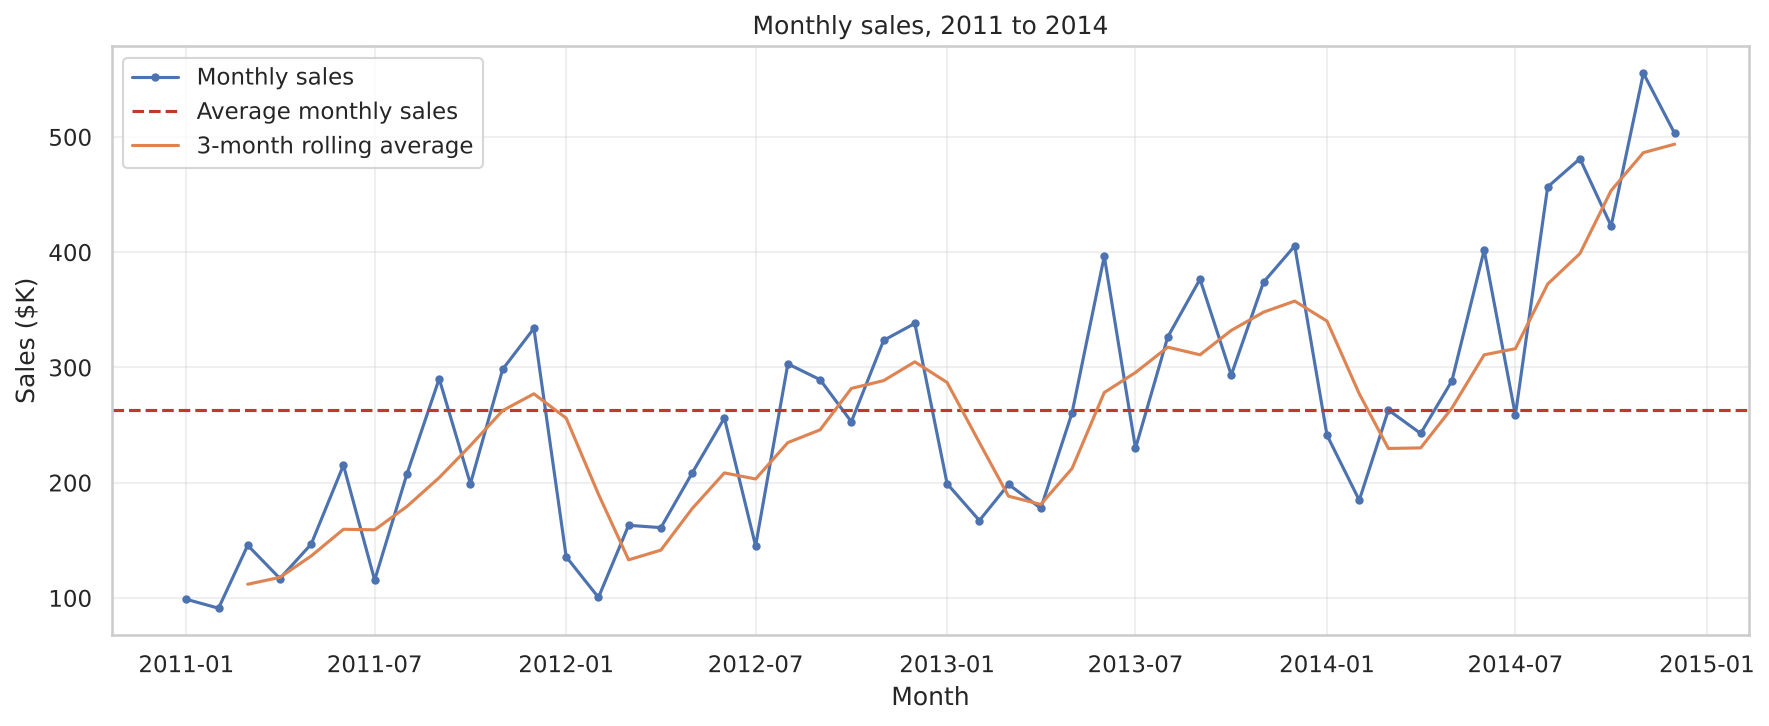 Monthly sales, 2011 to 2014
Monthly sales
Average monthly sales
3-month rolling average
Sales ($K)
500
400
300
200
100
2011-01 2011-07 2012-01 2012-07 2013-01 2013-07 2014-01 2014-07 2015-01
Month